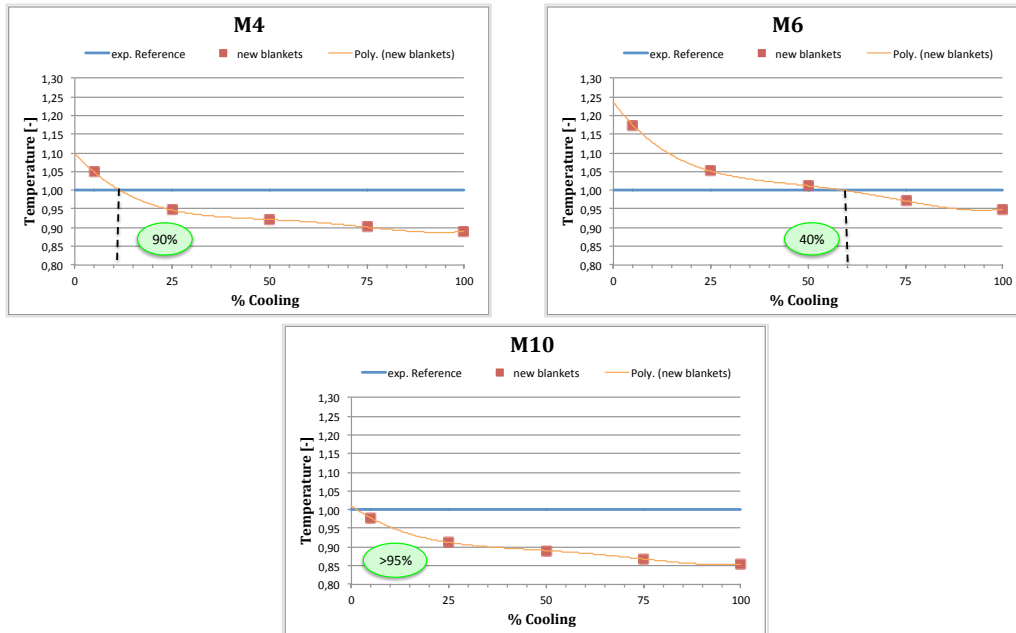 M4
exp. Reference new blankets Poly. (new blankets)
1,30
1,25
1,20
1,15
1,10
1,05
1,00
0,95
0,90
0,85
0,80
Temperature [-]
90%
0 25 50 75 100
% Cooling
M6
exp. Reference new blankets Poly. (new blankets)
1,30
1,25
1,20
1,15
1,10
1,05
1,00
0,95
0,90
0,85
0,80
Temperature [-]
40%
0 25 50 75 100
% Cooling
M10
exp. Reference new blankets Poly. (new blankets)
1,30
1,25
1,20
1,15
1,10
1,05
1,00
0,95
0,90
0,85
0,80
Temperature [-]
>95%
0 25 50 75 100
% Cooling